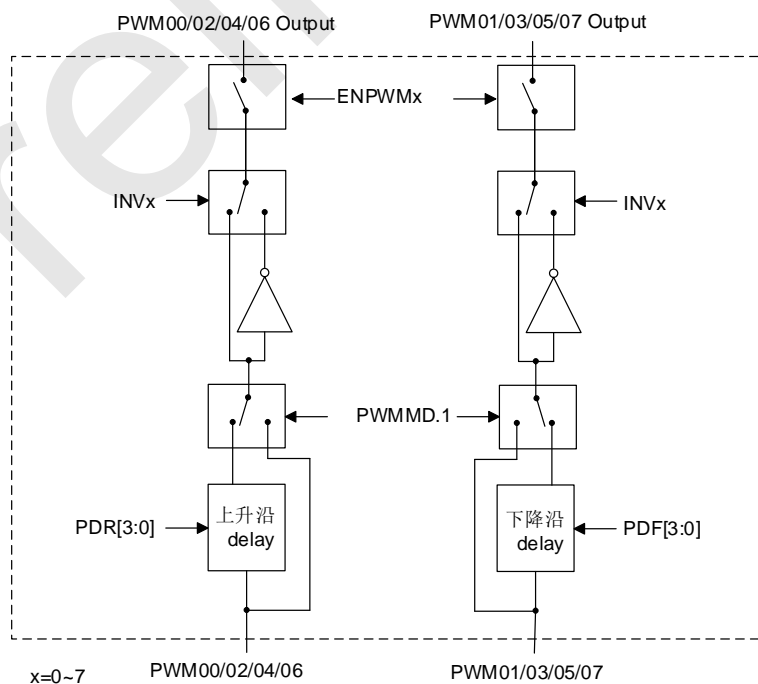 PWM00/02/04/06 Output
PWM01/03/05/07 Output
ENPWMx
INVx
INVx
PWMMD.1
PDR[3:0]
上升沿
delay
下降沿
delay
PDF[3:0]
x=0~7
PWM00/02/04/06
PWM01/03/05/07